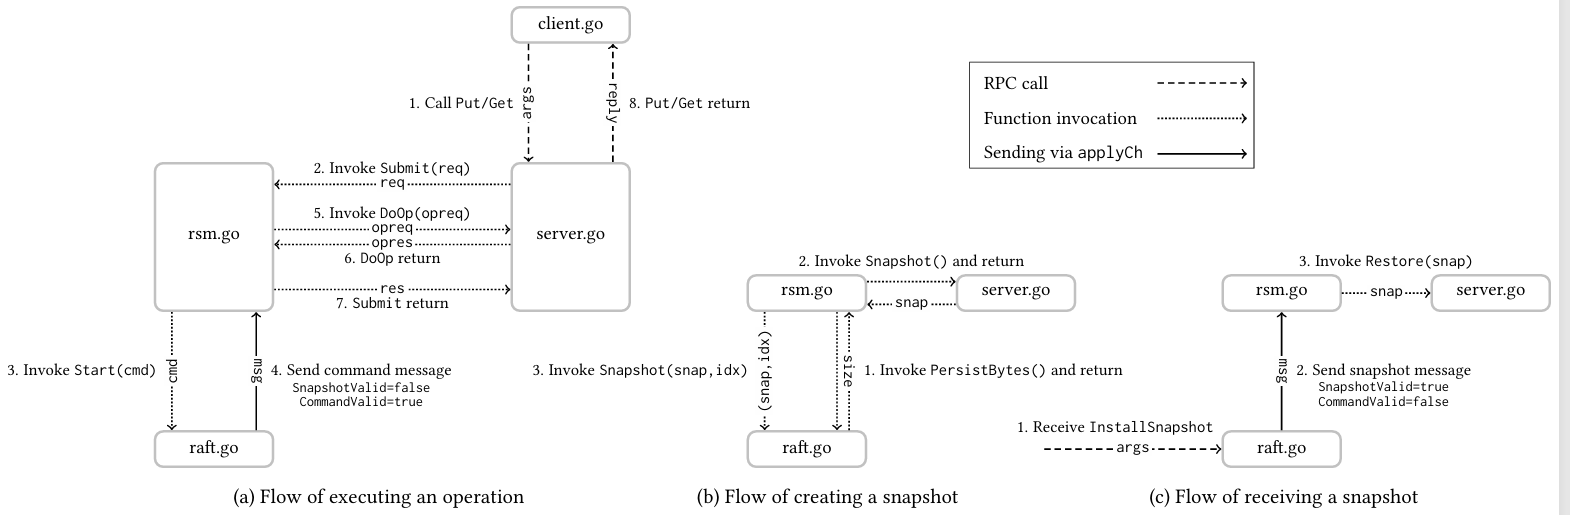 client.go
1. Call Put/Get
args
reply
8. Put/Get return
RPC call
Function invocation
Sending via applyCh
2. Invoke Submit(req)
req
5. Invoke DoOp(opreq)
opreq
opres
6. DoOp return
res
7. Submit return
rsm.go
server.go
3. Invoke Start(cmd)
cmd
msg
4. Send command message
SnapshotValid=false
CommandValid=true
raft.go
(a) Flow of executing an operation
2. Invoke Snapshot() and return
rsm.go
snap
server.go
3. Invoke Snapshot(snap,idx)
(snap,idx)
size
1. Invoke PersistBytes() and return
raft.go
(b) Flow of creating a snapshot
3. Invoke Restore(snap)
rsm.go
snap
server.go
msg
2. Send snapshot message
SnapshotValid=true
CommandValid=false
1. Receive InstallSnapshot
args
raft.go
(c) Flow of receiving a snapshot